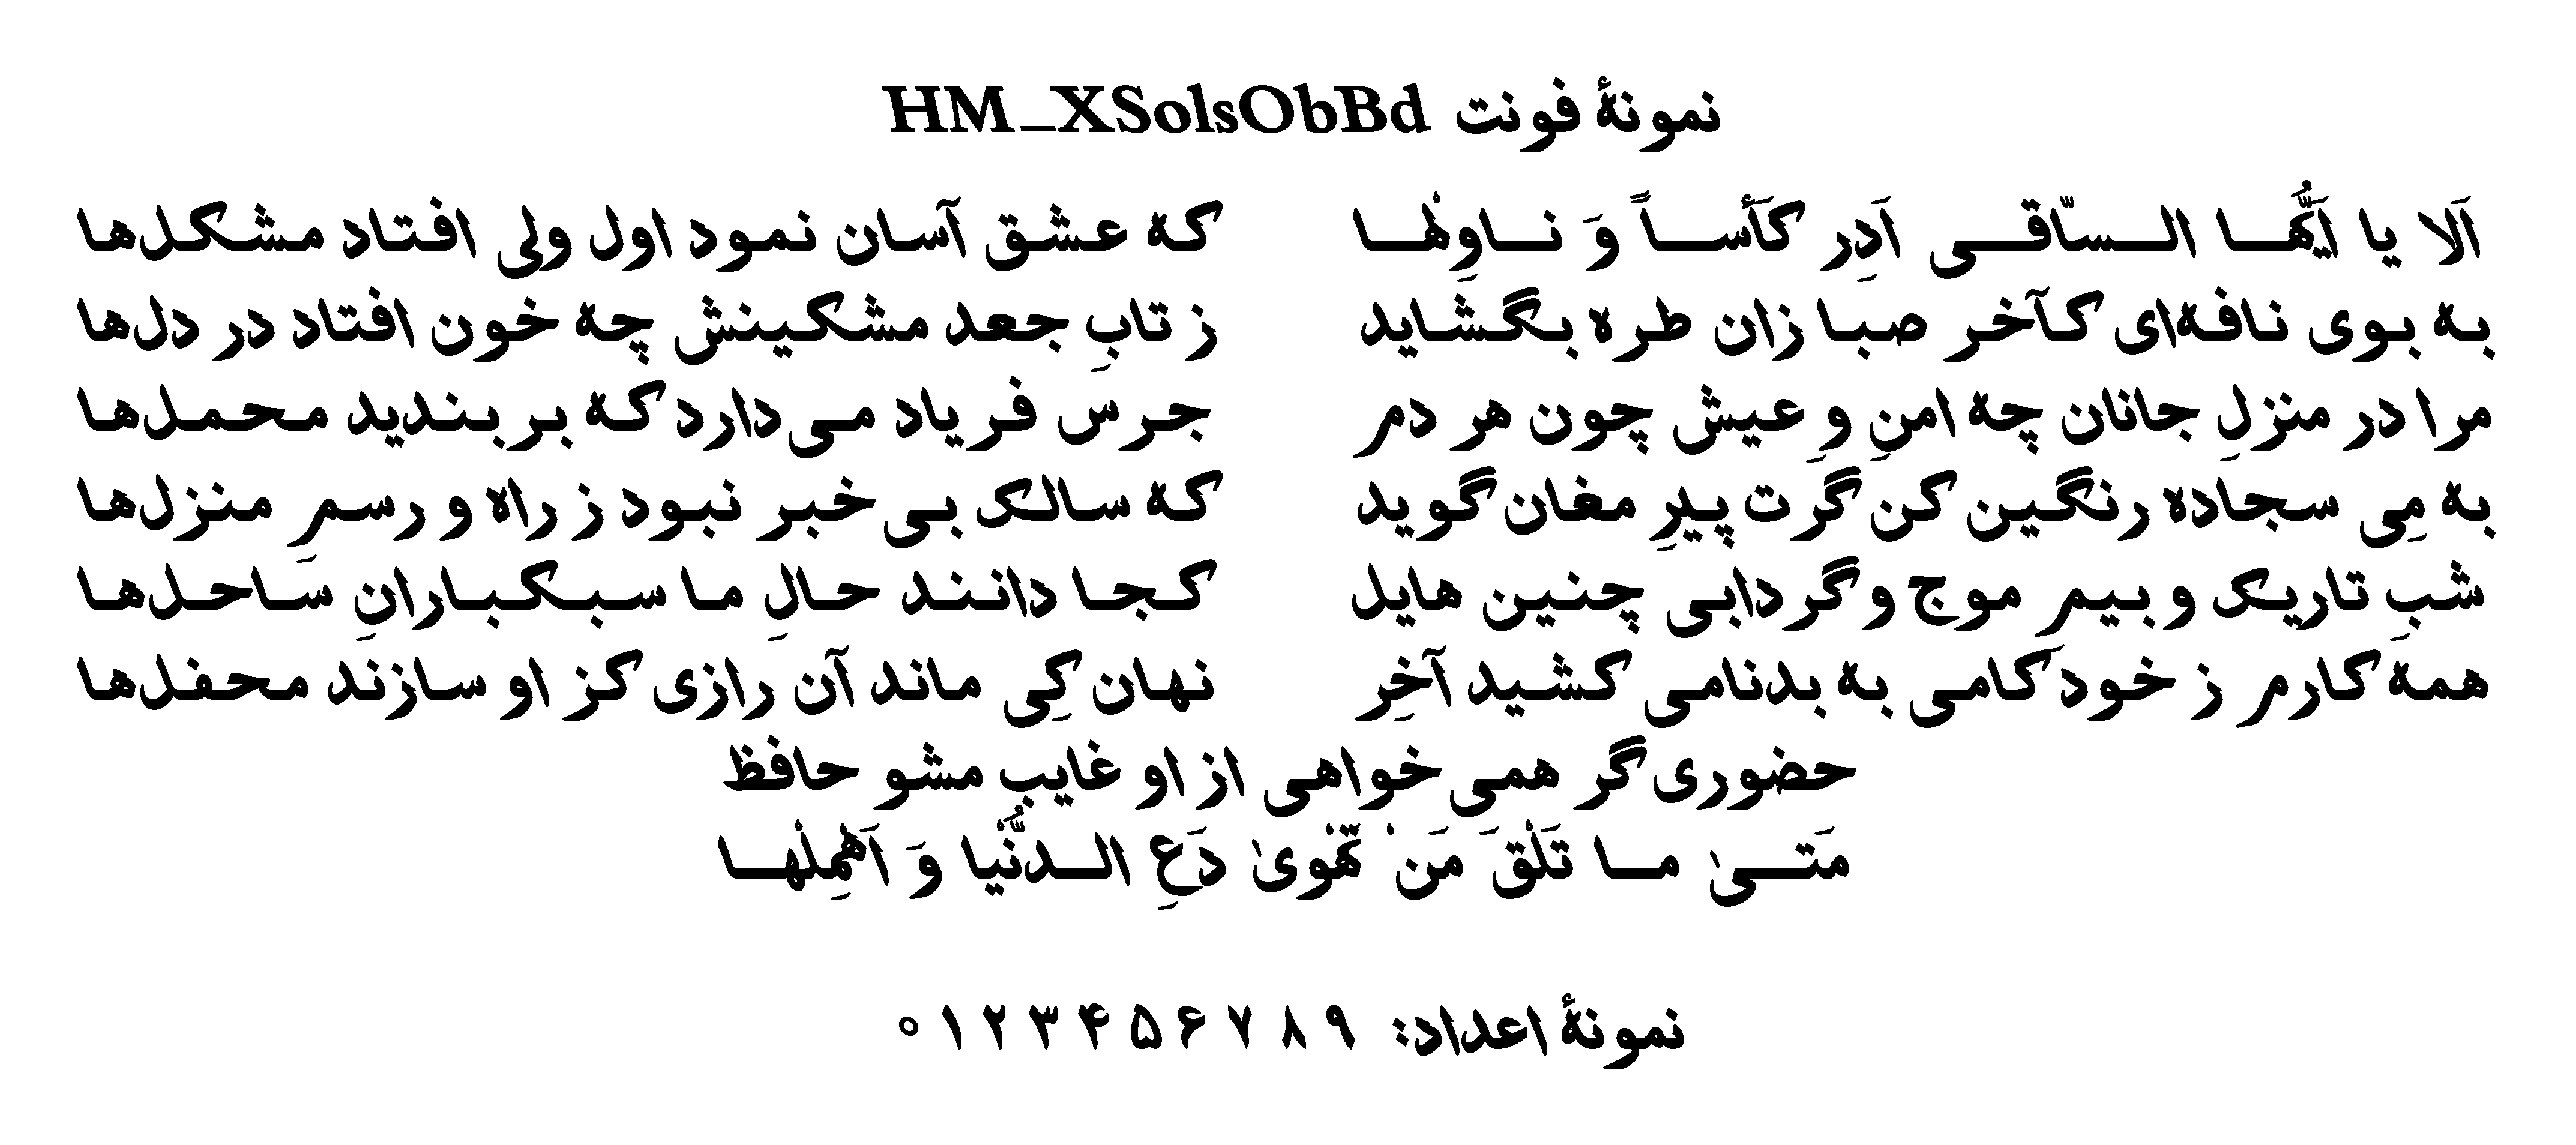 نمونهٔ فونت HM_XSolsObBd
اَلا یا اَیُّهَا السّاقی اَدِر کَأساً وَ ناوِلْها که عشق آسان نمود اول ولی افتاد مشکل‌ها
به بوی نافه‌ای کآخر صبا زان طره بگشاید ز تابِ جعد مشکینش چه خون افتاد در دل‌ها
مرا در منزلِ جانان چه امنِ و عیش چون هر دم جرس فریاد می‌دارد که بربندید محمل‌ها
به مِی سجاده رنگین کن گرَت پیرِ مغان گوید که سالک بی‌خبر نبود ز راه و رسمِ منزل‌ها
شبِ تاریک و بیم موج و گردابی چنین هایل کجا دانند حالِ ما سبکبارانِ ساحل‌ها
همه کارم ز خود کامی به بدنامی کشید آخِر نهان کِی ماند آن رازی کز او سازند محفل‌ها
حضوری گر همی خواهی از او غایب مشو حافظ
مَتیٰ ما تَلْقَ مَنْ تَهْویٰ دَعِ الدُّنْیا وَ اَهْمِلْها
نمونهٔ اعداد: ۹ ۸ ۷ ۶ ۵ ۴ ۳ ۲ ۱ ۰